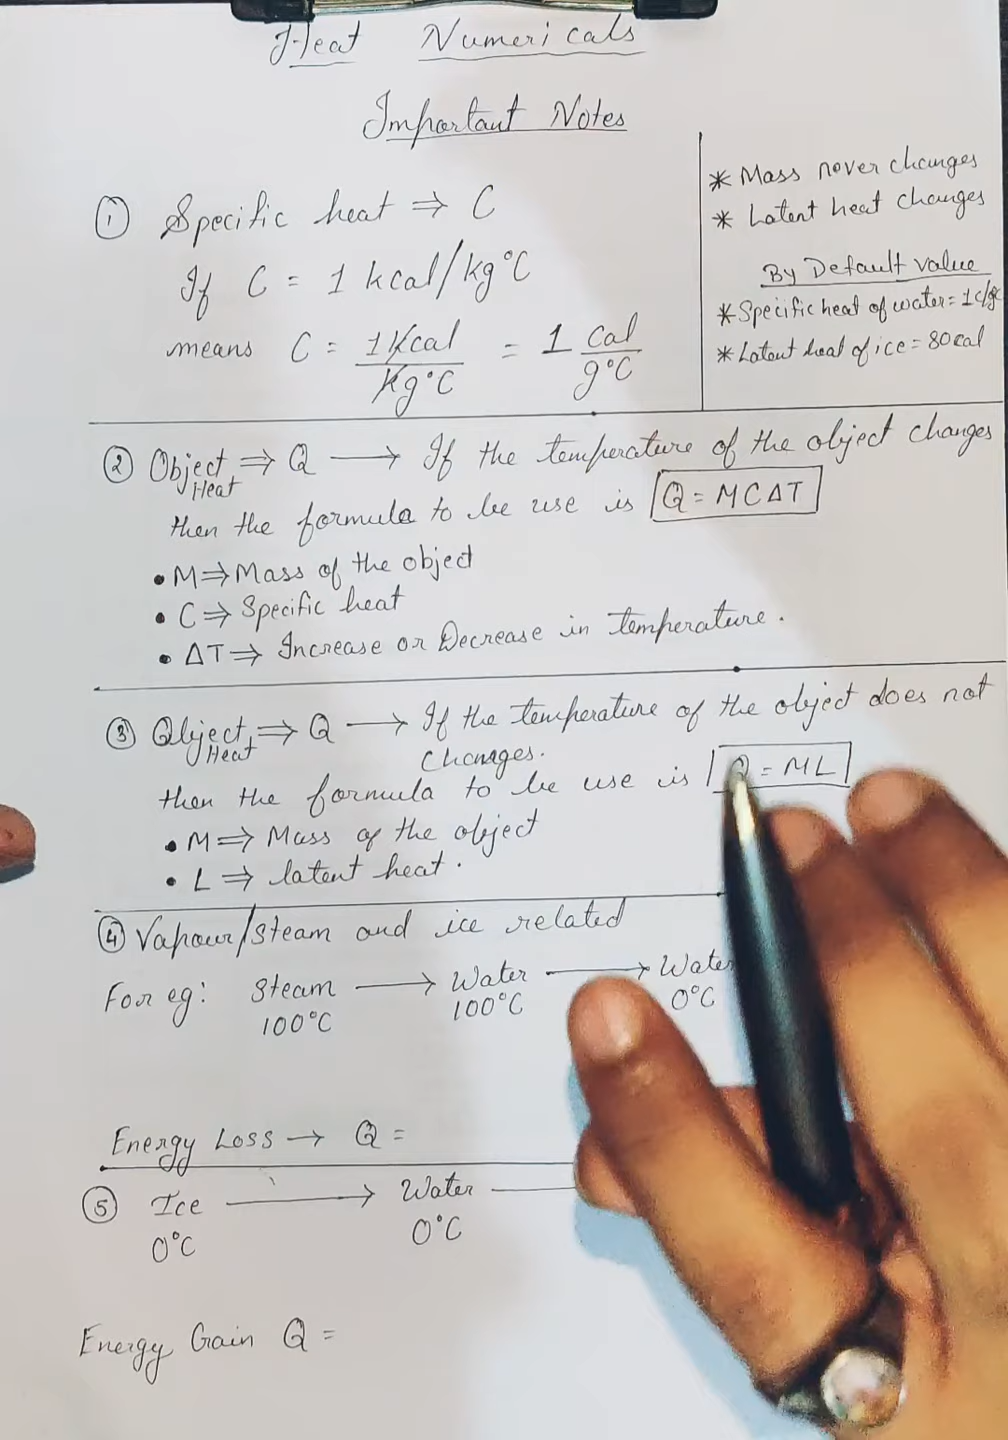 Heat Numericals
Important Notes
① Specific heat ⇒ C
If C = 1 kcal/kg°C
means C = 1 Kcal / Kg°C = 1 Cal / g°C
* Mass never changes
* Latent heat changes
By Default value
* Specific heat of water = 1 c/g°c
* Latent heat of ice = 80 cal
② Object Heat ⇒ Q → If the temperature of the object changes
then the formula to be use is Q = MCΔT
• M ⇒ Mass of the object
• C ⇒ Specific heat
• ΔT ⇒ Increase or Decrease in temperature.
③ Object Heat ⇒ Q → If the temperature of the object does not
changes.
then the formula to be use is Q = ML
• M ⇒ Mass of the object
• L ⇒ latent heat.
④ Vapour/steam and ice related
For eg: Steam → Water → Water
100°C 100°C 0°C
Energy Loss → Q =
⑤ Ice → Water
0°C 0°C
Energy Gain Q =